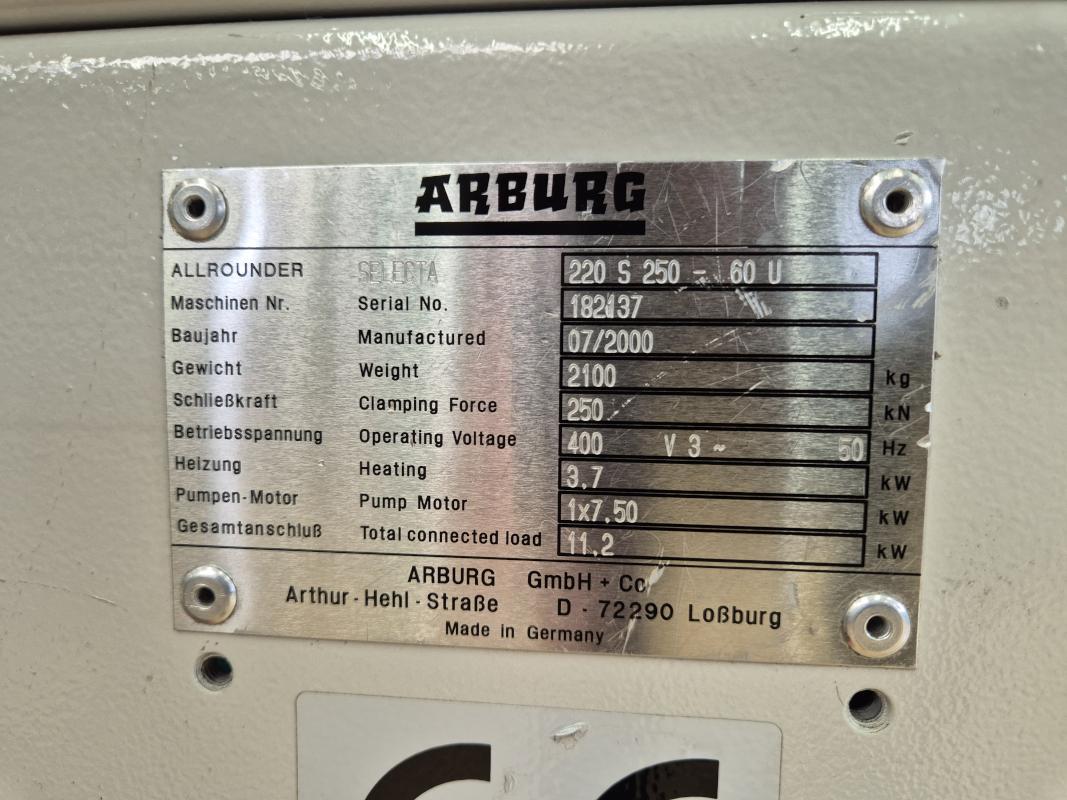 ARBURG
ALLROUNDER SELECTA 220 S 250 - 60 U
Maschinen Nr. Serial No. 182137
Baujahr Manufactured 07/2000
Gewicht Weight 2100 kg
Schließkraft Clamping Force 250 kN
Betriebsspannung Operating Voltage 400 V 3 ~ 50 Hz
Heizung Heating 3,7 kW
Pumpen-Motor Pump Motor 1x7,50 kW
Gesamtanschluß Total connected load 11,2 kW
ARBURG GmbH + Co
Arthur-Hehl-Straße D - 72290 Loßburg
Made in Germany
CE